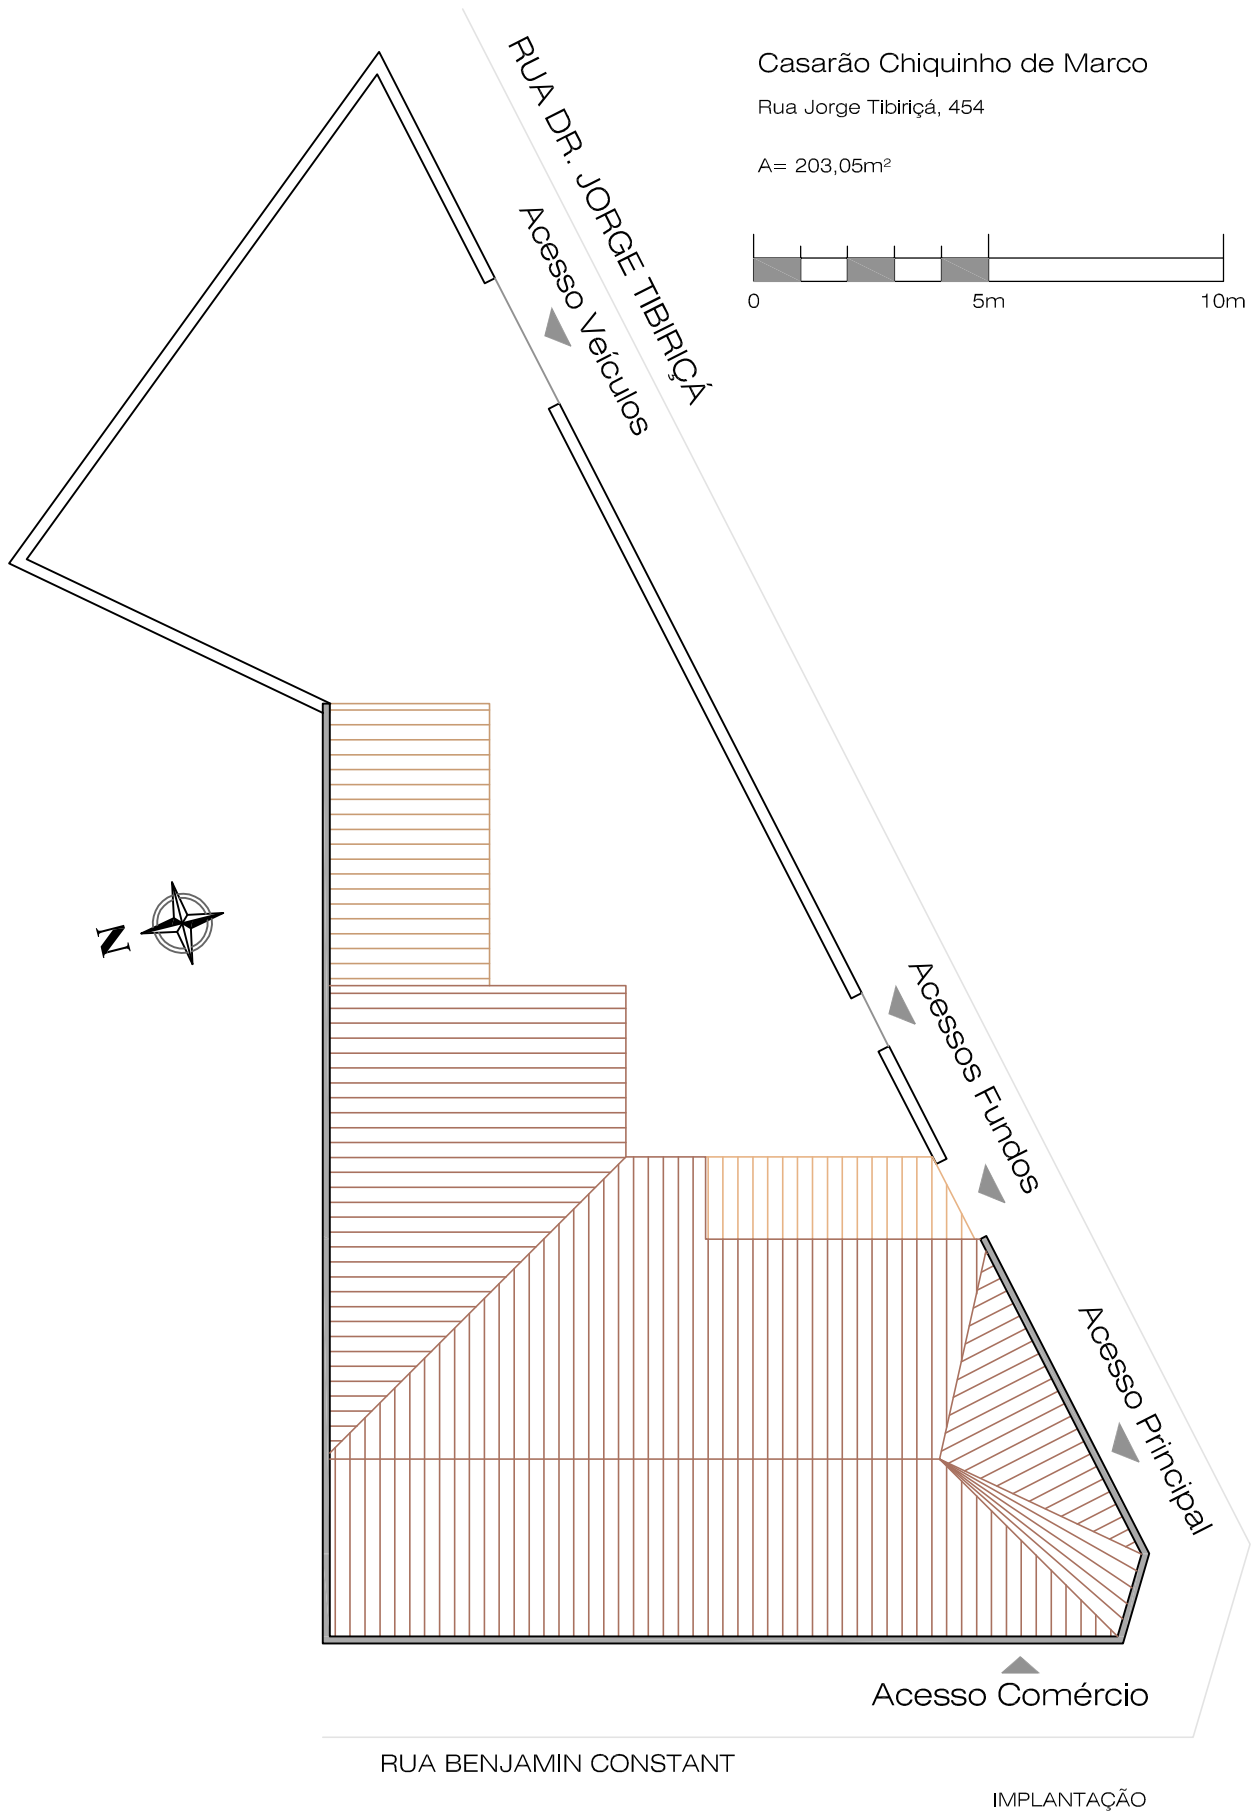 Casarão Chiquinho de Marco
Rua Jorge Tibiriçá, 454
A= 203,05m²
0 5m 10m
RUA DR. JORGE TIBIRIÇÁ
Acesso Veículos
N
Acessos Fundos
Acesso Principal
Acesso Comércio
RUA BENJAMIN CONSTANT
IMPLANTAÇÃO